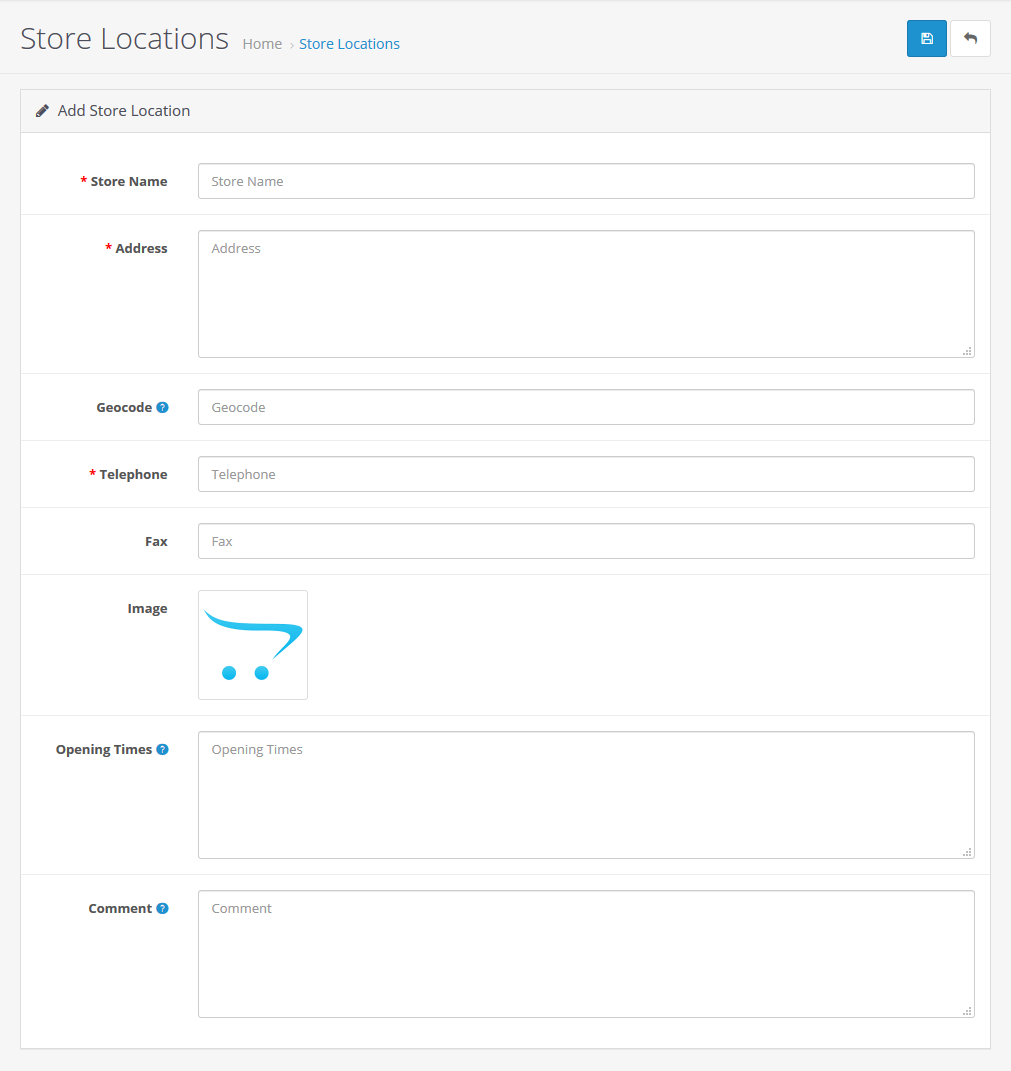 Store Locations Home › Store Locations
Add Store Location
* Store Name Store Name
* Address Address
Geocode ? Geocode
* Telephone Telephone
Fax Fax
Image
Opening Times ? Opening Times
Comment ? Comment